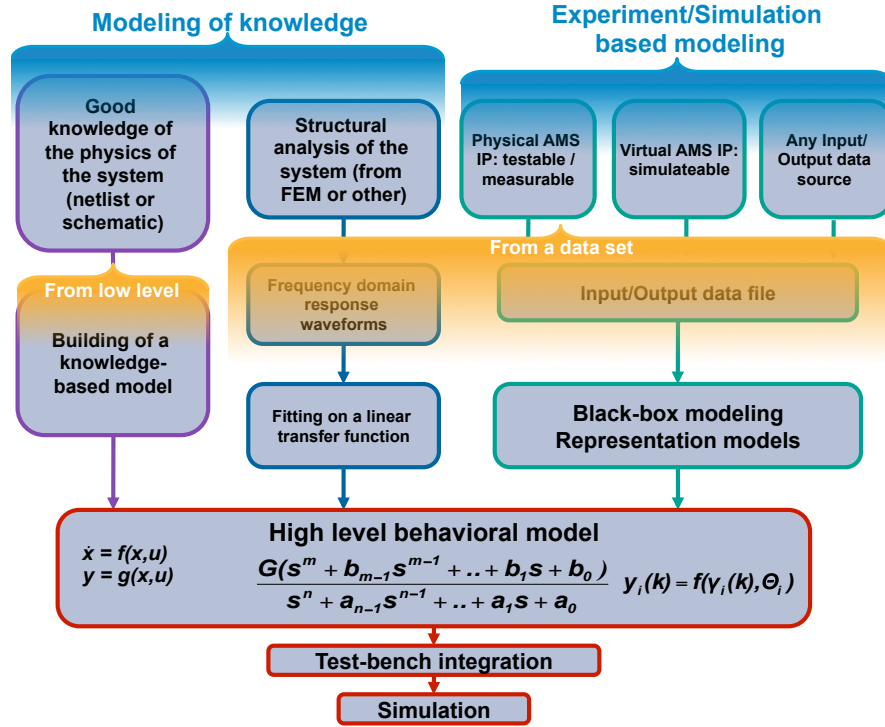 Modeling of knowledge
Experiment/Simulation
based modeling
Good
knowledge of
the physics of
the system
(netlist or
schematic)
Structural
analysis of the
system (from
FEM or other)
Physical AMS
IP: testable /
measurable
Virtual AMS IP:
simulateable
Any Input/
Output data
source
From a data set
From low level
Building of a
knowledge-
based model
Frequency domain
response
waveforms
Input/Output data file
Fitting on a linear
transfer function
Black-box modeling
Representation models
High level behavioral model
ẋ = f(x,u)
y = g(x,u)
G(s^m + b_{m-1}s^{m-1} + .. + b_1s + b_0 )
s^n + a_{n-1}s^{n-1} + .. + a_1s + a_0
y_i(k) = f(γ_i(k),Θ_i )
Test-bench integration
Simulation